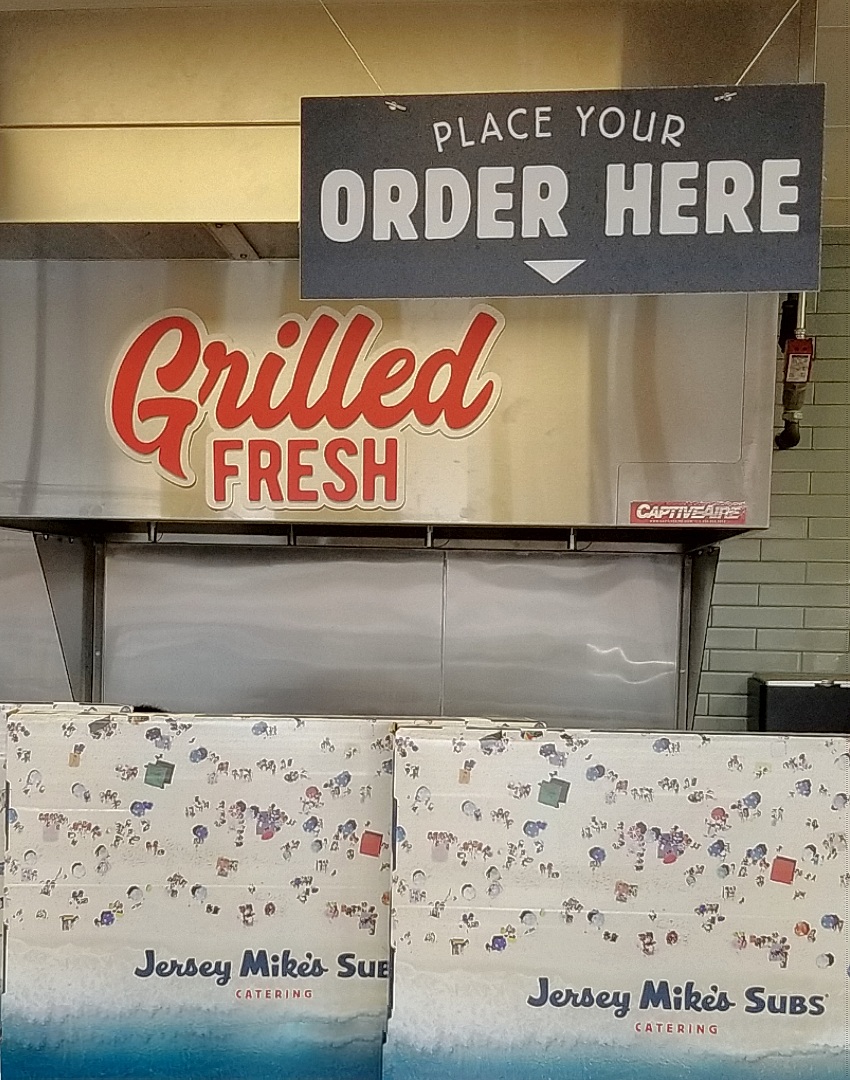 PLACE YOUR
ORDER HERE
Grilled
FRESH
CAPTIVEAIRE
Jersey Mike's SUB
CATERING
Jersey Mike's SUBS
CATERING